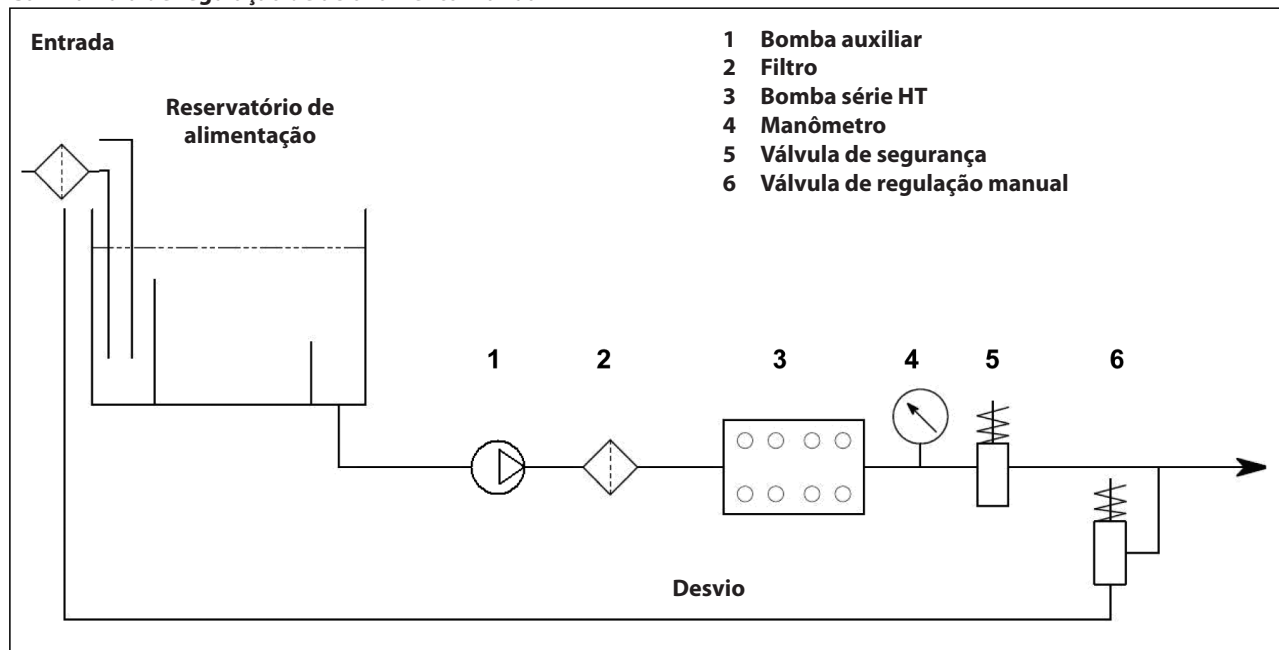 Entrada
Reservatório de
alimentação
1 Bomba auxiliar
2 Filtro
3 Bomba série HT
4 Manômetro
5 Válvula de segurança
6 Válvula de regulação manual
1 2 3 4 5 6
Desvio